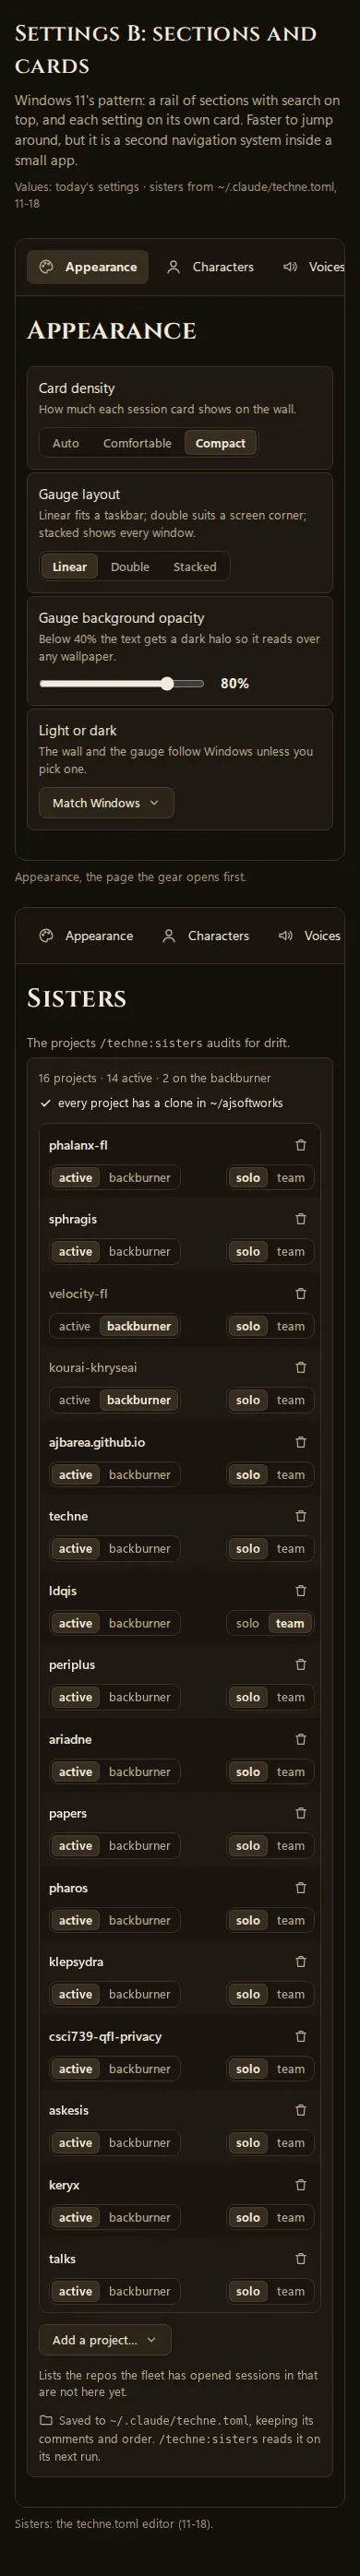 Settings B: sections and
cards
Windows 11's pattern: a rail of sections with search on
top, and each setting on its own card. Faster to jump
around, but it is a second navigation system inside a
small app.
Values: today's settings · sisters from ~/.claude/techne.toml,
11-18
Appearance
Characters
Voices
Appearance
Card density
How much each session card shows on the wall.
Auto
Comfortable
Compact
Gauge layout
Linear fits a taskbar; double suits a screen corner;
stacked shows every window.
Linear
Double
Stacked
Gauge background opacity
Below 40% the text gets a dark halo so it reads over
any wallpaper.
80%
Light or dark
The wall and the gauge follow Windows unless you
pick one.
Match Windows
Appearance, the page the gear opens first.
Appearance
Characters
Voices
Sisters
The projects /techne:sisters audits for drift.
16 projects · 14 active · 2 on the backburner
every project has a clone in ~/ajsoftworks
phalanx-fl
active backburner solo team
sphragis
active backburner solo team
velocity-fl
active backburner solo team
kourai-khryseai
active backburner solo team
ajbarea.github.io
active backburner solo team
techne
active backburner solo team
ldqis
active backburner solo team
periplus
active backburner solo team
ariadne
active backburner solo team
papers
active backburner solo team
pharos
active backburner solo team
klepsydra
active backburner solo team
csci739-qfl-privacy
active backburner solo team
askesis
active backburner solo team
keryx
active backburner solo team
talks
active backburner solo team
Add a project...
Lists the repos the fleet has opened sessions in that
are not here yet.
Saved to ~/.claude/techne.toml, keeping its
comments and order. /techne:sisters reads it on
its next run.
Sisters: the techne.toml editor (11-18).